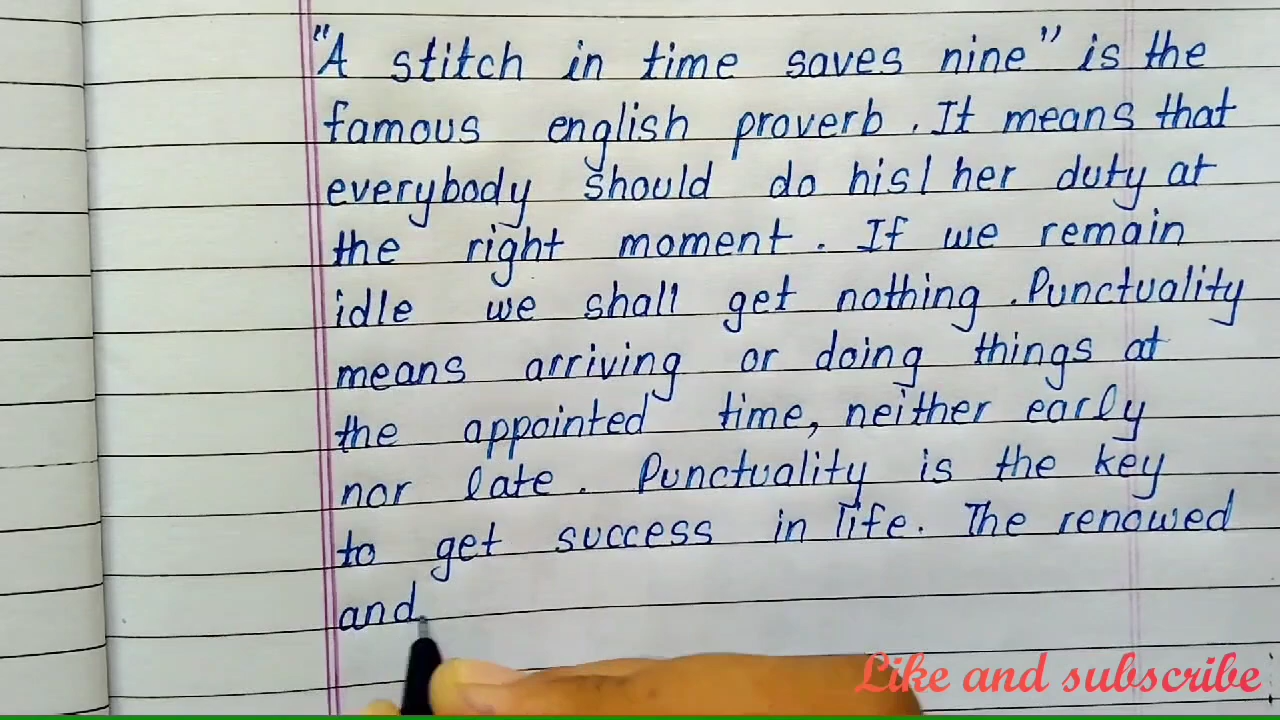 "A stitch in time saves nine" is the
famous english proverb. It means that
everybody should do his/her duty at
the right moment. If we remain
idle we shall get nothing. Punctuality
means arriving or doing things at
the appointed time, neither early
nor late. Punctuality is the key
to get success in life. The renowed
and
Like and subscribe